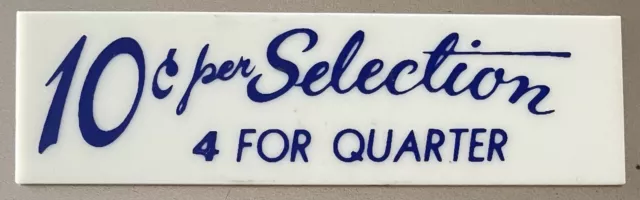 10¢ per Selection
4 FOR QUARTER